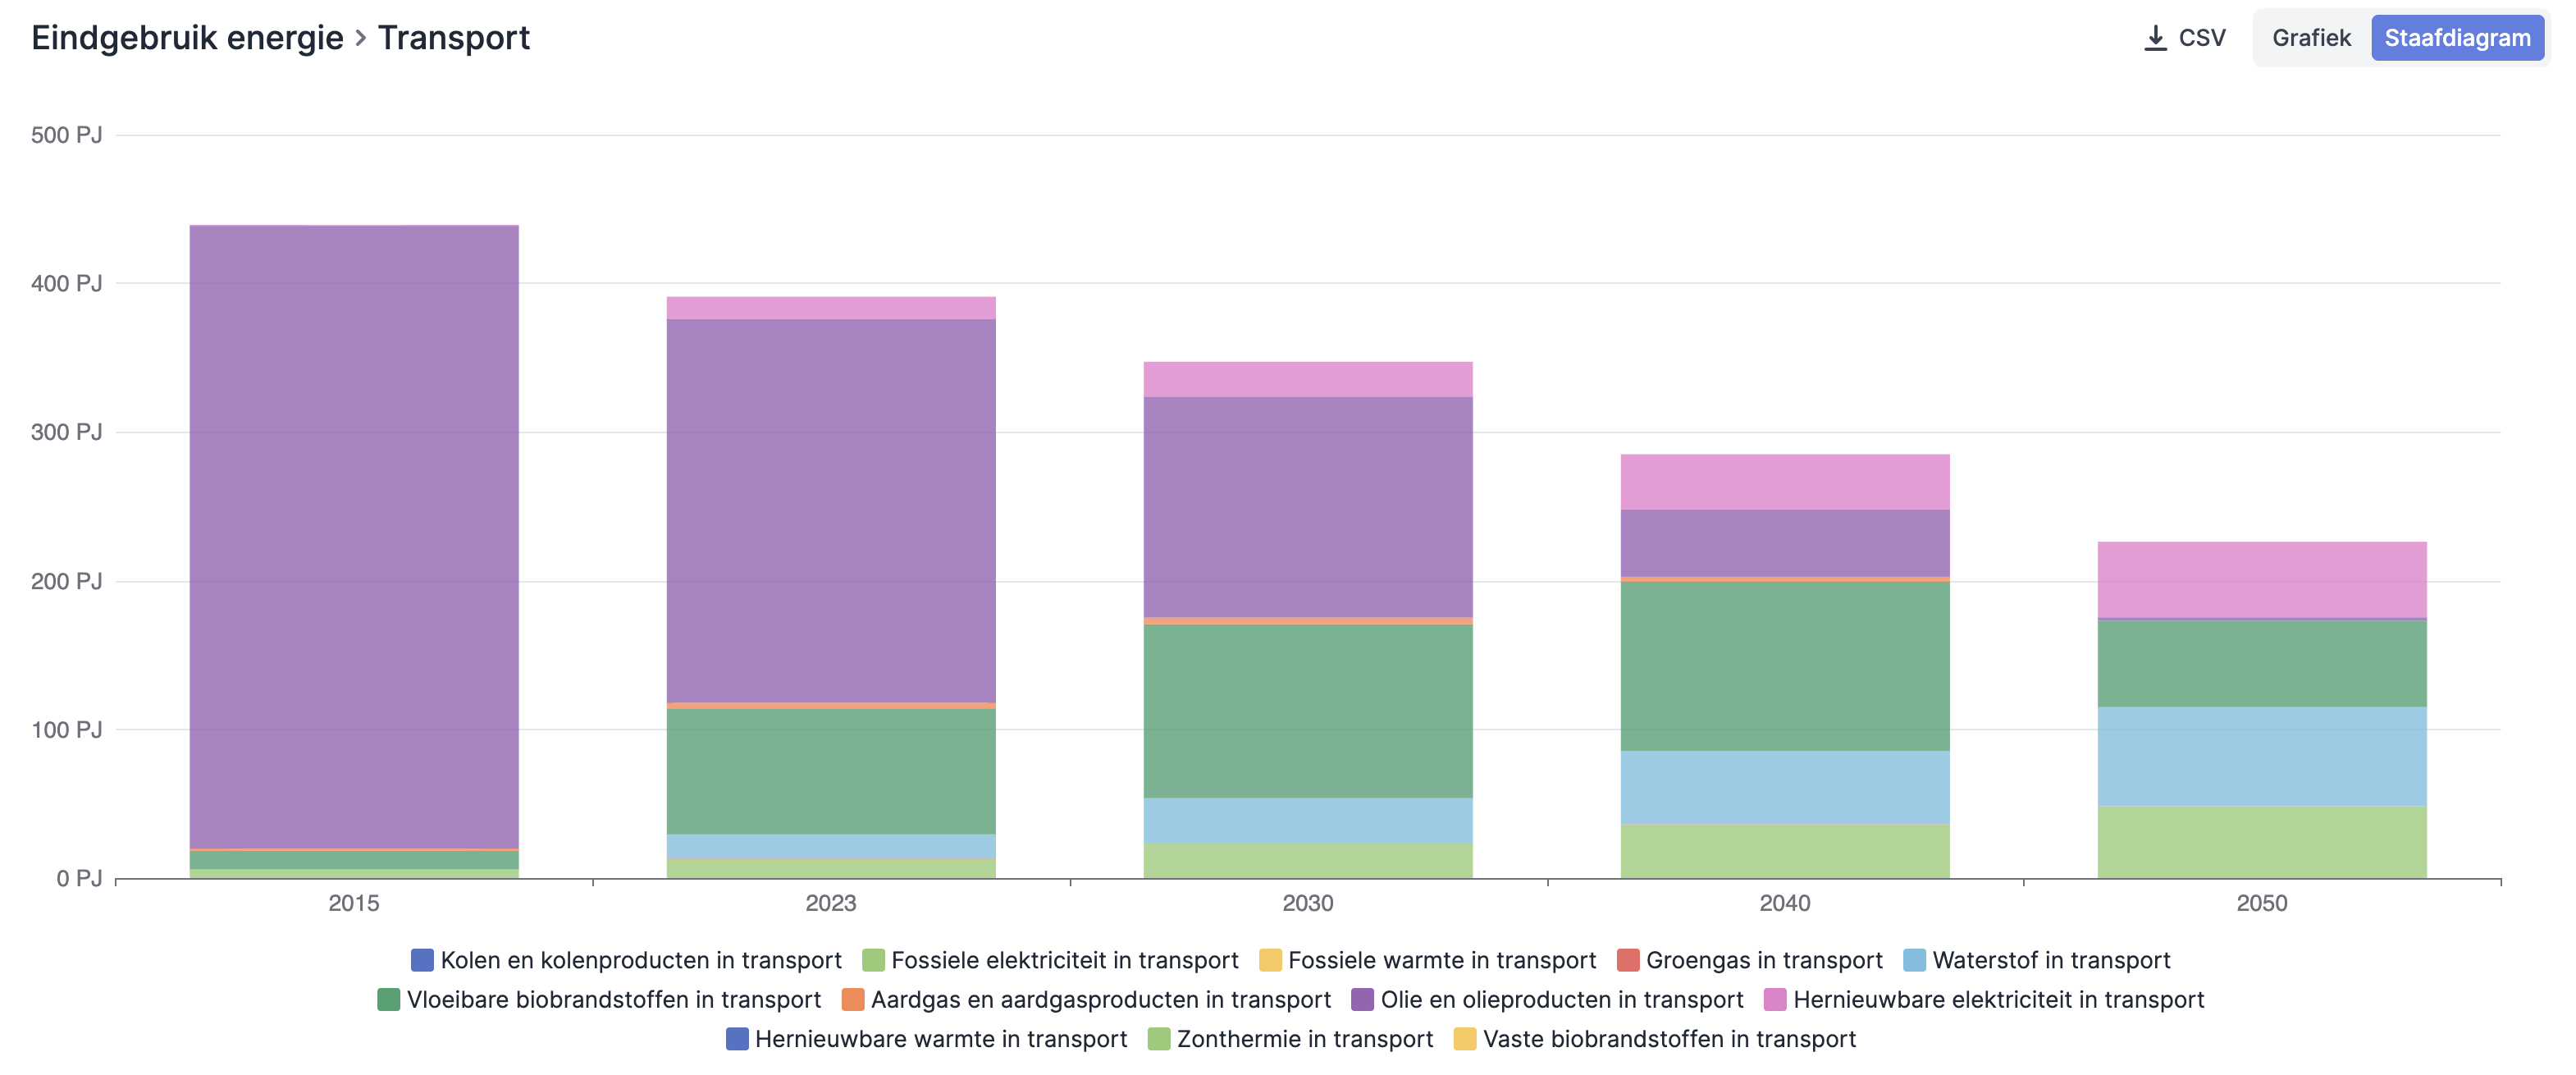 Eindgebruik energie › Transport
CSV
Grafiek
Staafdiagram
500 PJ
400 PJ
300 PJ
200 PJ
100 PJ
0 PJ
2015 2023 2030 2040 2050
Kolen en kolenproducten in transport Fossiele elektriciteit in transport Fossiele warmte in transport Groengas in transport Waterstof in transport
Vloeibare biobrandstoffen in transport Aardgas en aardgasproducten in transport Olie en olieproducten in transport Hernieuwbare elektriciteit in transport
Hernieuwbare warmte in transport Zonthermie in transport Vaste biobrandstoffen in transport